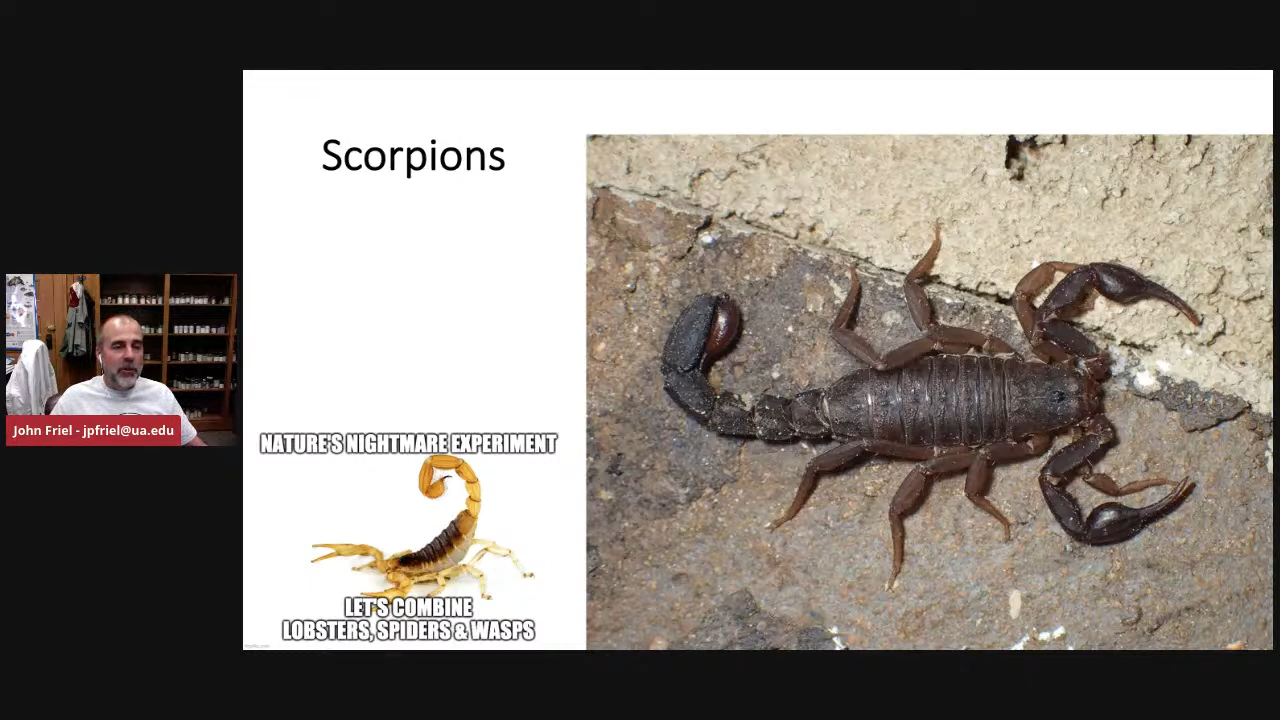 Scorpions
John Friel - jpfriel@ua.edu
NATURE'S NIGHTMARE EXPERIMENT
LET'S COMBINE
LOBSTERS, SPIDERS & WASPS